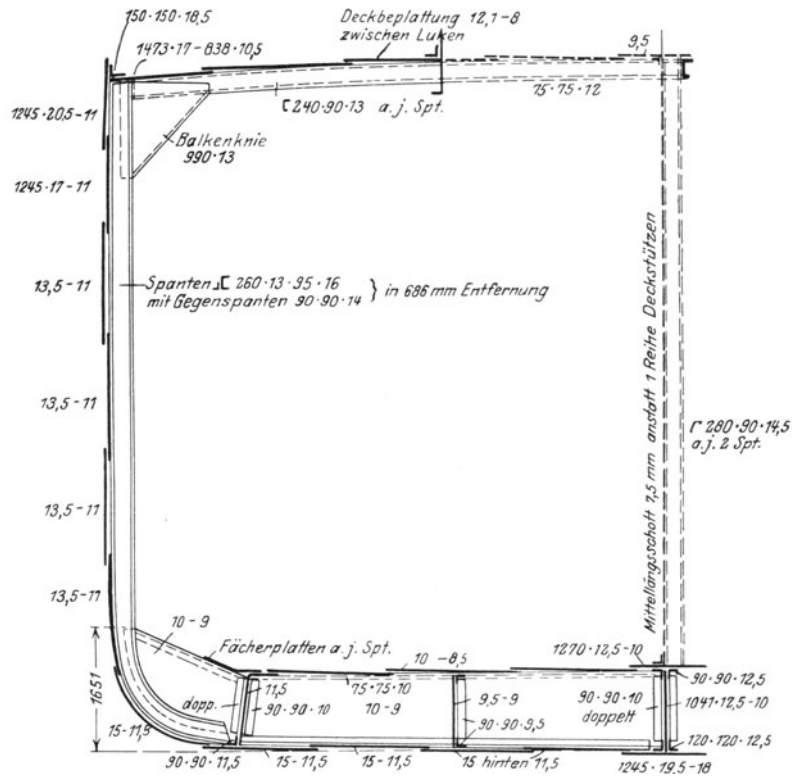 150·150·18,5
Deckbeplattung 12,1-8
zwischen Luken
1473·17-838·10,5
9,5
1245·20,5-11
[240·90·13 a.j. Spt.
75·75·12
Balkenknie
990·13
1245·17-11
13,5-11
Spanten [ 260·13·95·16
mit Gegenspanten 90·90·14 } in 686 mm Entfernung
Mittellängsschott 7,5 mm anstatt 1 Reihe Deckstützen
13,5-11
[280·90·14,5
a.j. 2 Spt.
13,5-11
13,5-11
10-9
Fächerplatten a.j. Spt.
10-8,5
1270·12,5-10
1651
dopp.
11,5
75·75·10
90·90·10
10-9
9,5-9
90·90·9,5
90·90·10
doppelt
90·90·12,5
1041·12,5-10
120·120·12,5
15-11,5
90·90·11,5
15-11,5
15-11,5
15 hinten 11,5
1245·19,5-18